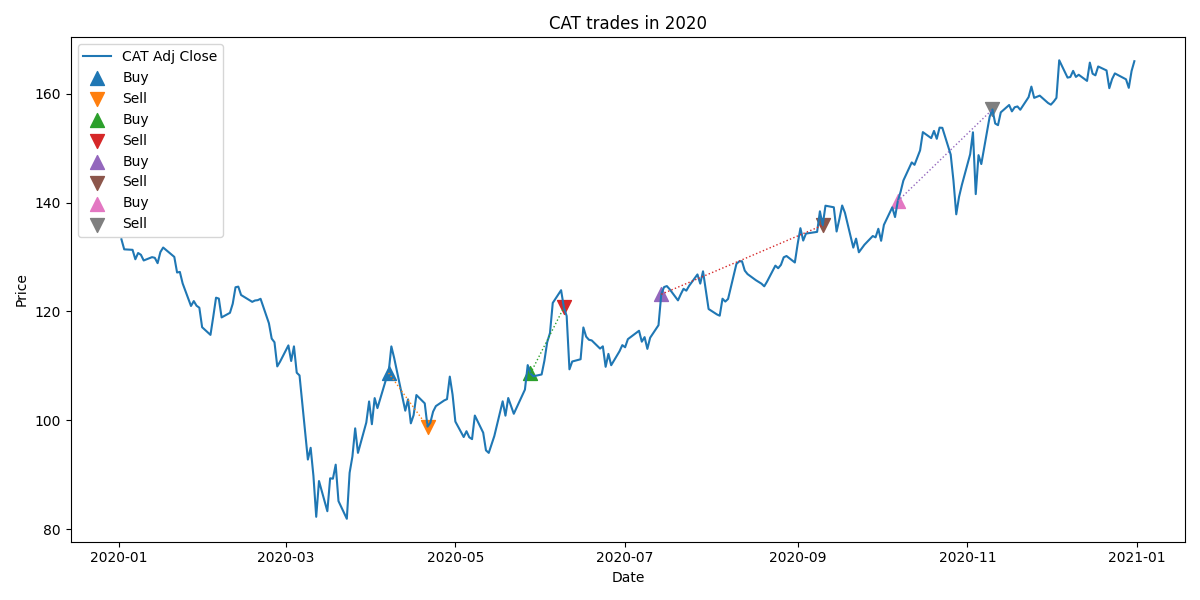 CAT trades in 2020
CAT Adj Close
Buy
Sell
Buy
Sell
Buy
Sell
Buy
Sell
160
140
120
100
80
Price
2020-01 2020-03 2020-05 2020-07 2020-09 2020-11 2021-01
Date